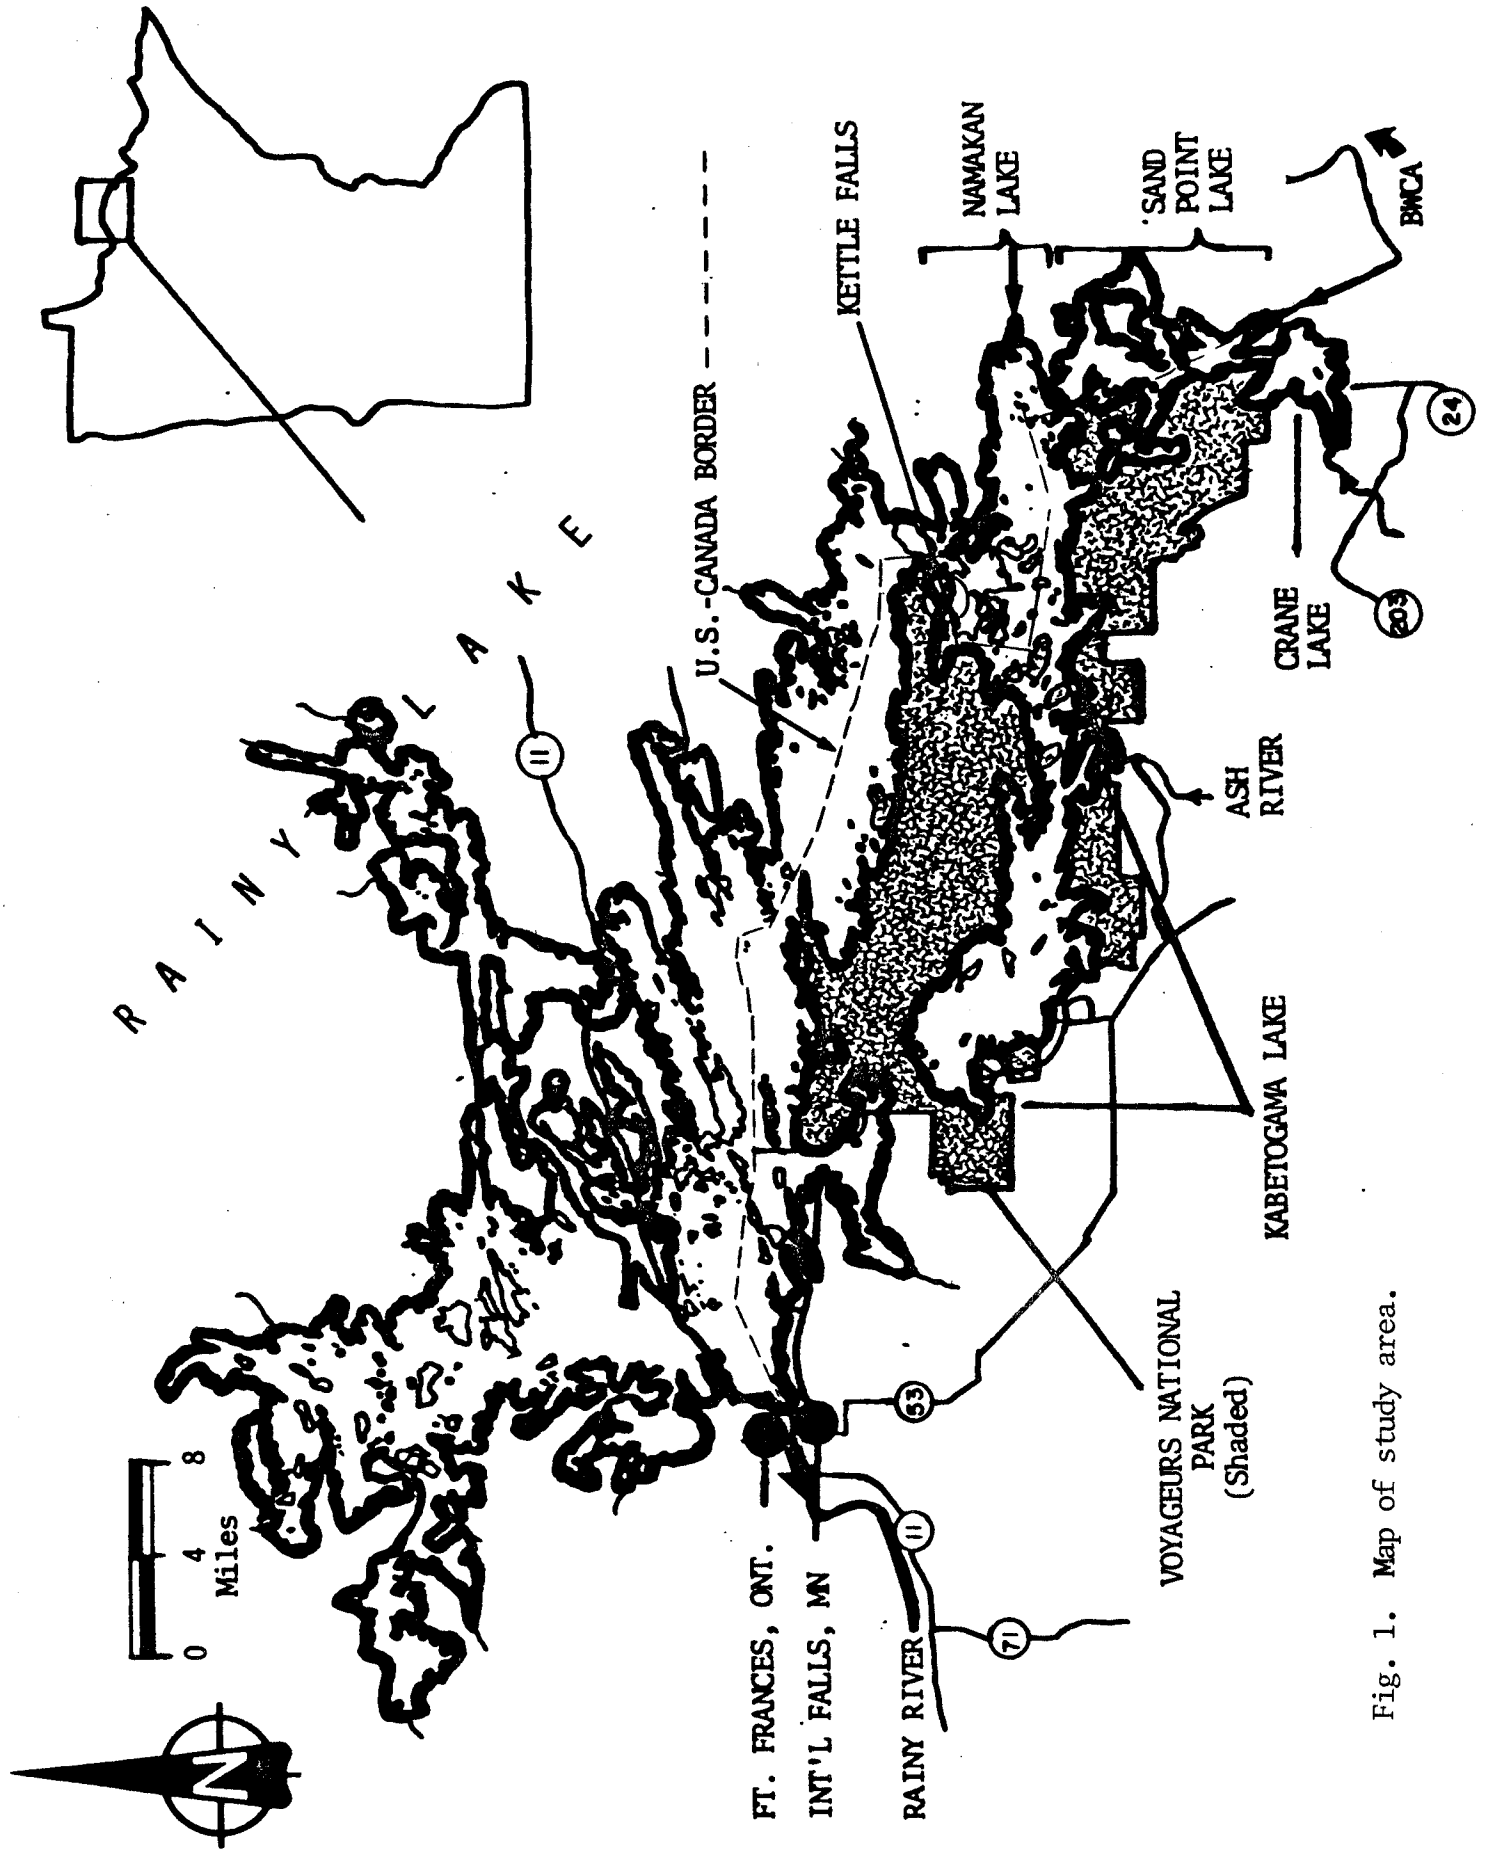 N
0 4 8
Miles
RAINY LAKE
11
U.S.-CANADA BORDER
KETTLE FALLS
NAMAKAN
LAKE
SAND
POINT
LAKE
BWCA
FT. FRANCES, ONT.
INT'L FALLS, MN
RAINY RIVER
11
71
53
VOYAGEURS NATIONAL
PARK
(Shaded)
KABETOGAMA LAKE
ASH
RIVER
CRANE
LAKE
203
24
Fig. 1. Map of study area.